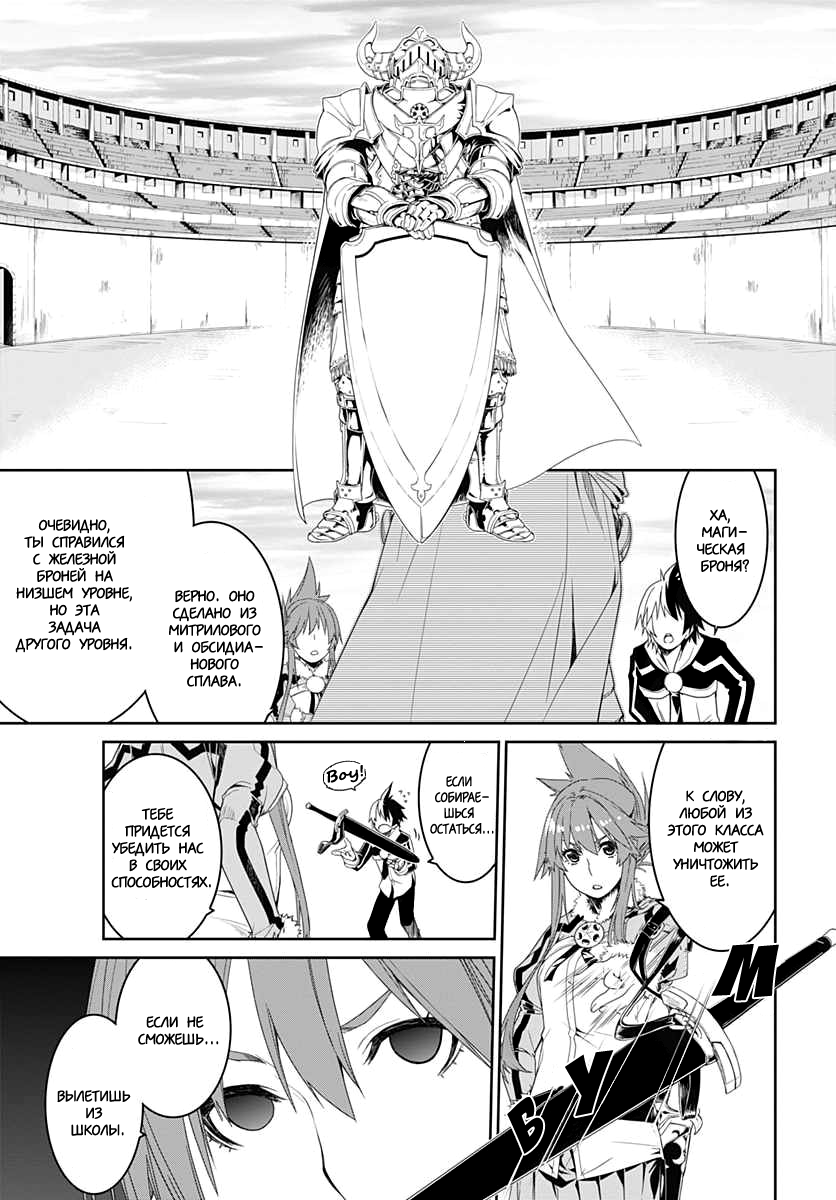 ХА,
МАГИ-
ЧЕСКАЯ
БРОНЯ?
ВЕРНО. ОНО
СДЕЛАНО ИЗ
МИТРИЛОВОГО
И ОБСИДИА-
НОВОГО
СПЛАВА.
ОЧЕВИДНО,
ТЫ СПРАВИЛСЯ
С ЖЕЛЕЗНОЙ
БРОНЕЙ НА
НИЗШЕМ УРОВНЕ,
НО ЭТА
ЗАДАЧА
ДРУГОГО УРОВНЯ.
К СЛОВУ,
ЛЮБОЙ ИЗ
ЭТОГО КЛАССА
МОЖЕТ
УНИЧТОЖИТЬ
ЕЕ.
БУМ
ЕСЛИ
СОБИРАЕ-
ШЬСЯ
ОСТАТЬСЯ...
Воу!
ТЕБЕ
ПРИДЕТСЯ
УБЕДИТЬ НАС
В СВОИХ
СПОСОБНОСТЯХ.
ЕСЛИ НЕ
СМОЖЕШЬ...
ВЫЛЕТИШЬ
ИЗ
ШКОЛЫ.